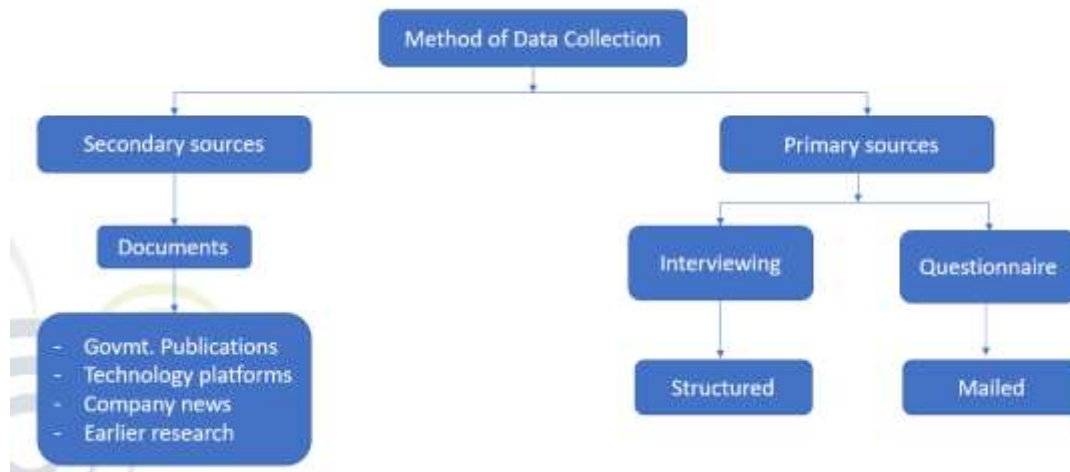 Method of Data Collection
Secondary sources
Primary sources
Documents
Interviewing
Questionnaire
- Govmt. Publications
- Technology platforms
- Company news
- Earlier research
Structured
Mailed